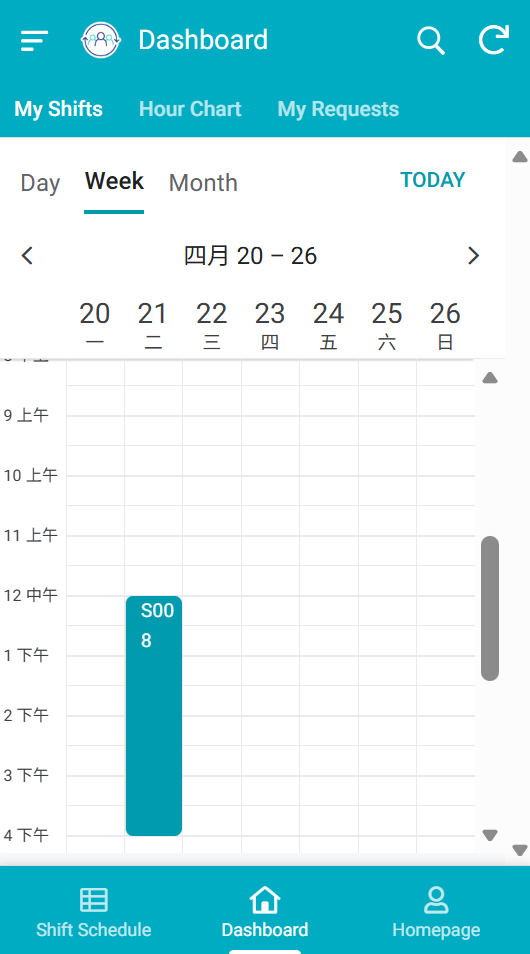 Dashboard
My Shifts Hour Chart My Requests
Day Week Month TODAY
四月 20 – 26
20 21 22 23 24 25 26
一 二 三 四 五 六 日
9 上午
10 上午
11 上午
12 中午
S00
8
1 下午
2 下午
3 下午
4 下午
Shift Schedule Dashboard Homepage